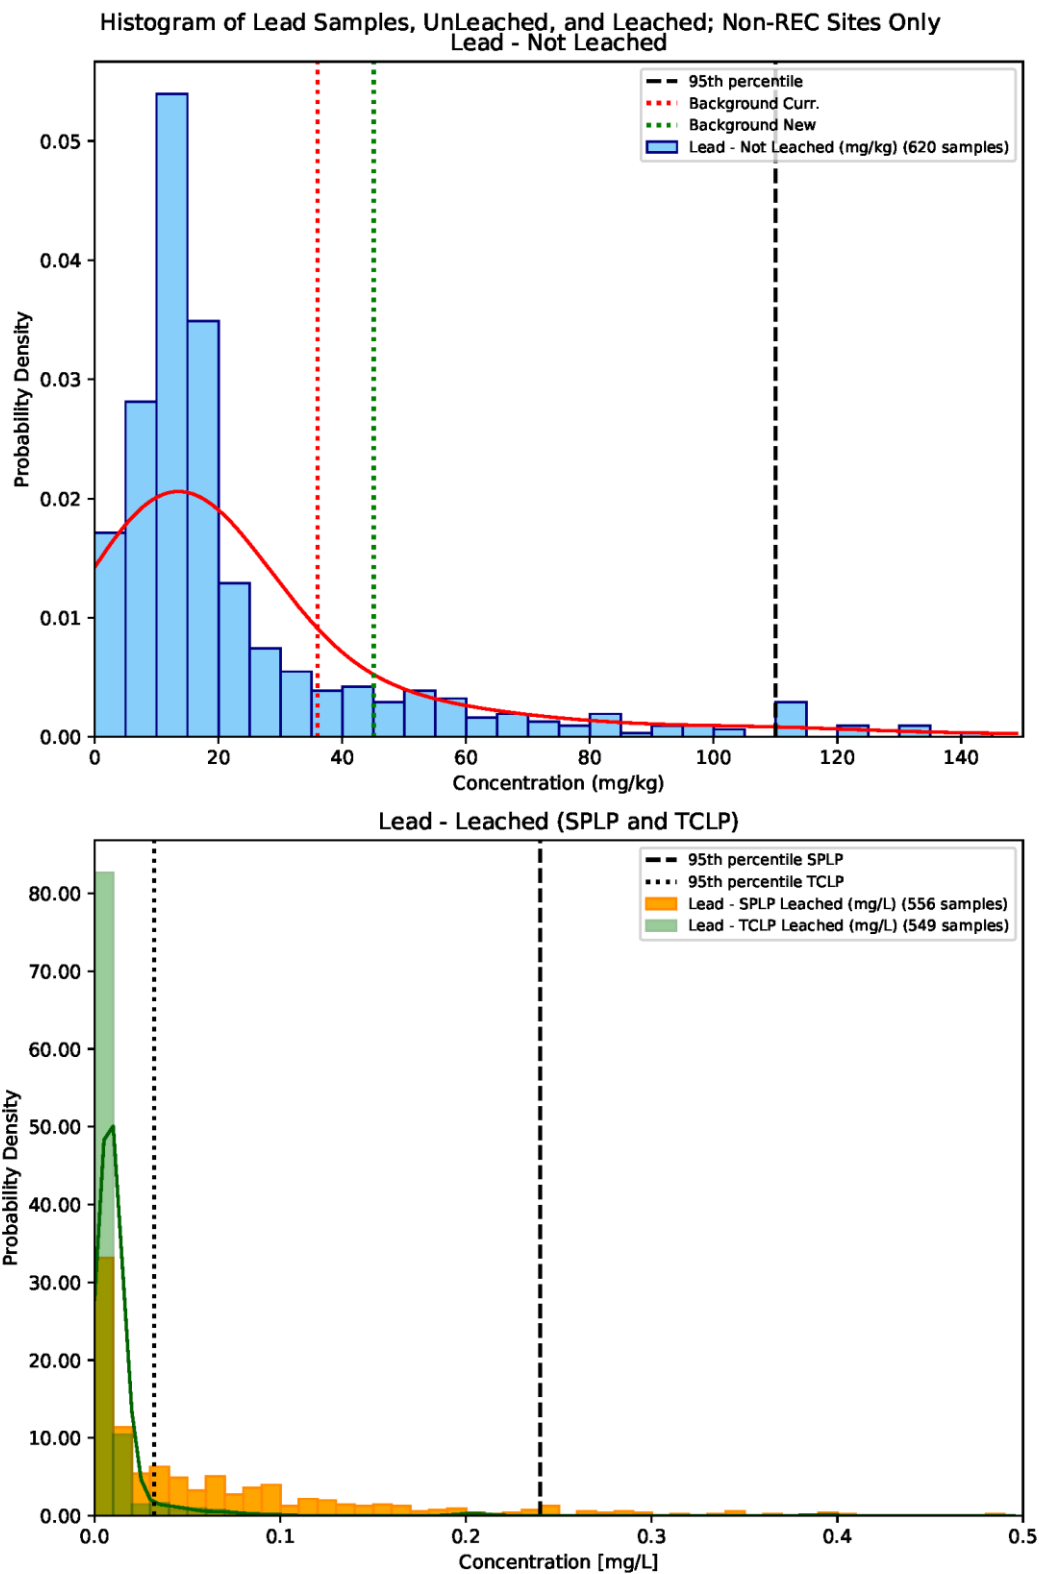 Histogram of Lead Samples, UnLeached, and Leached; Non-REC Sites Only
Lead - Not Leached
95th percentile
Background Curr.
Background New
Lead - Not Leached (mg/kg) (620 samples)
0.05
0.04
0.03
0.02
0.01
0.00
Probability Density
0 20 40 60 80 100 120 140
Concentration (mg/kg)
Lead - Leached (SPLP and TCLP)
95th percentile SPLP
95th percentile TCLP
Lead - SPLP Leached (mg/L) (556 samples)
Lead - TCLP Leached (mg/L) (549 samples)
80.00
70.00
60.00
50.00
40.00
30.00
20.00
10.00
0.00
Probability Density
0.0 0.1 0.2 0.3 0.4 0.5
Concentration [mg/L]